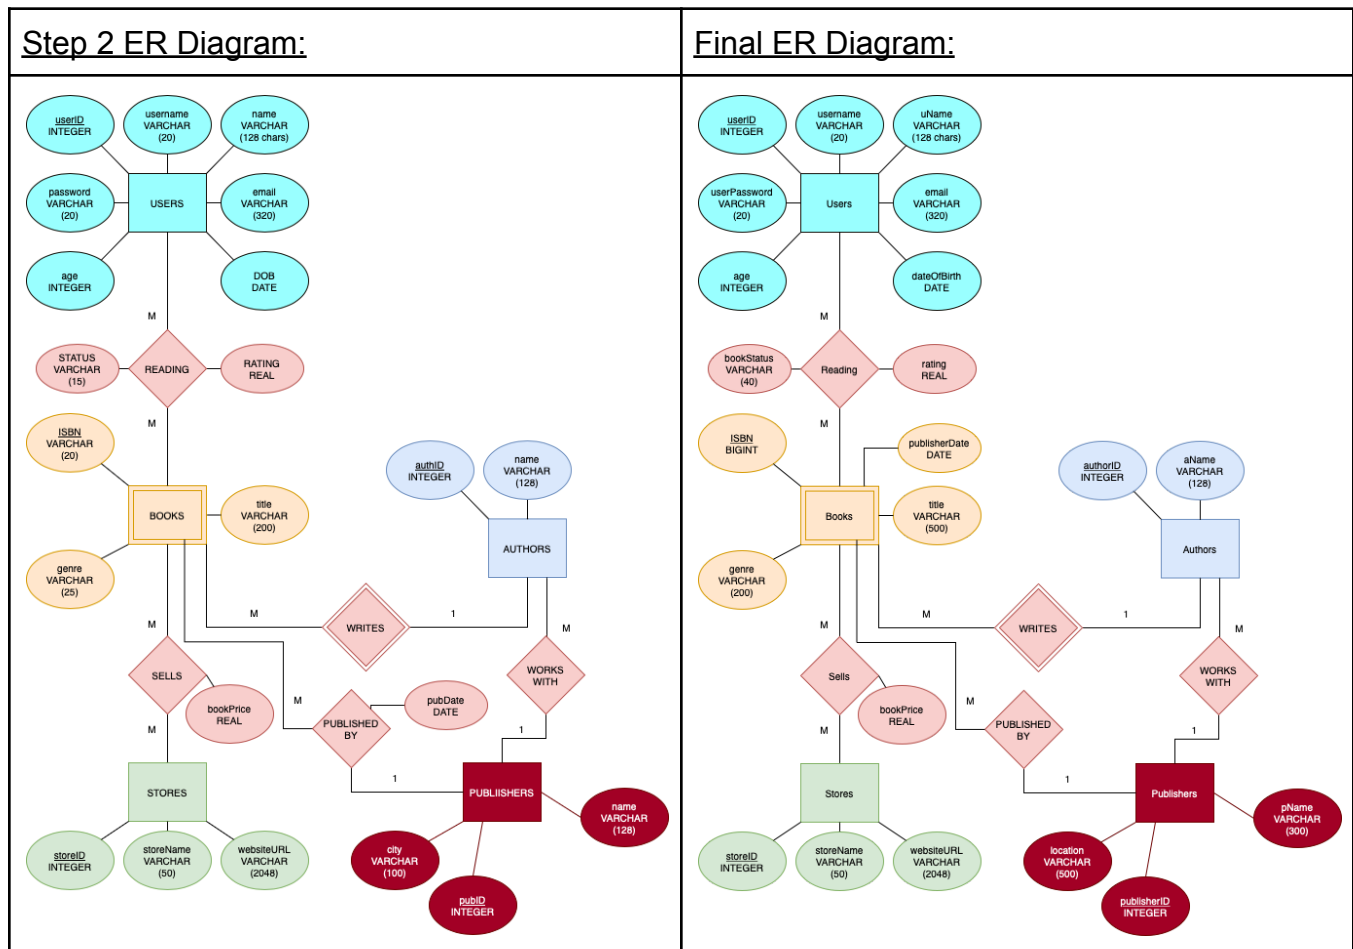 Step 2 ER Diagram:
userID
INTEGER
username
VARCHAR
(20)
name
VARCHAR
(128 chars)
password
VARCHAR
(20)
USERS
email
VARCHAR
(320)
age
INTEGER
DOB
DATE
M
STATUS
VARCHAR
(15)
READING
RATING
REAL
M
ISBN
VARCHAR
(20)
authID
INTEGER
name
VARCHAR
(128)
BOOKS
title
VARCHAR
(200)
AUTHORS
genre
VARCHAR
(25)
M
WRITES
1
M
M
SELLS
WORKS
WITH
bookPrice
REAL
M
pubDate
DATE
PUBLISHED
BY
M
1
1
STORES
PUBLIISHERS
name
VARCHAR
(128)
storeID
INTEGER
storeName
VARCHAR
(50)
websiteURL
VARCHAR
(2048)
city
VARCHAR
(100)
pubID
INTEGER
Final ER Diagram:
userID
INTEGER
username
VARCHAR
(20)
uName
VARCHAR
(128 chars)
userPassword
VARCHAR
(20)
Users
email
VARCHAR
(320)
age
INTEGER
dateOfBirth
DATE
M
bookStatus
VARCHAR
(40)
Reading
rating
REAL
M
ISBN
BIGINT
publisherDate
DATE
authorID
INTEGER
aName
VARCHAR
(128)
Books
title
VARCHAR
(500)
Authors
genre
VARCHAR
(200)
M
WRITES
1
M
M
Sells
WORKS
WITH
bookPrice
REAL
M
PUBLISHED
BY
M
1
1
Stores
Publishers
pName
VARCHAR
(300)
storeID
INTEGER
storeName
VARCHAR
(50)
websiteURL
VARCHAR
(2048)
location
VARCHAR
(500)
publisherID
INTEGER